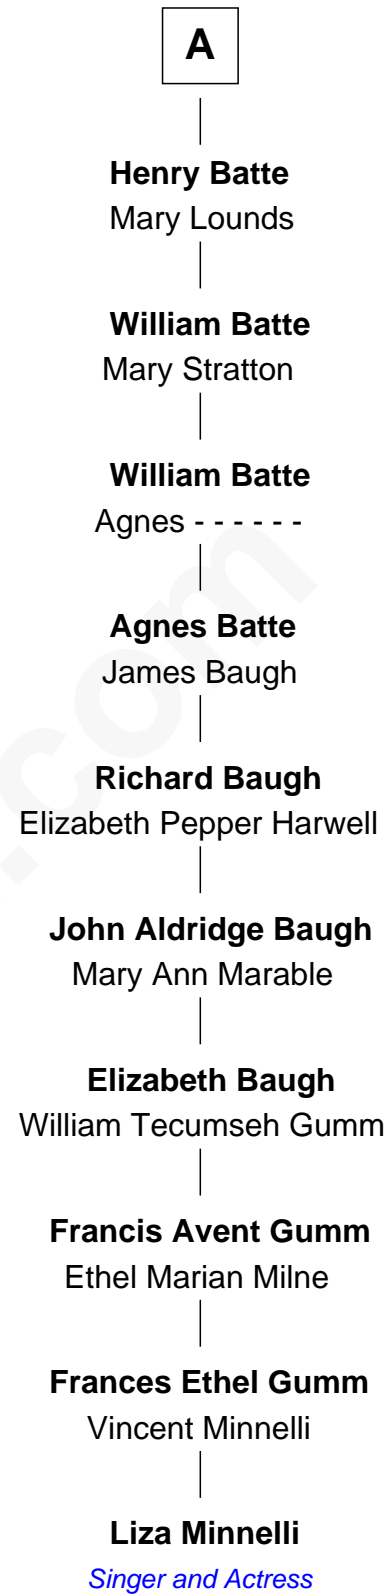 A
Henry Batte
Mary Lounds
William Batte
Mary Stratton
William Batte
Agnes - - - - - -
Agnes Batte
James Baugh
Richard Baugh
Elizabeth Pepper Harwell
John Aldridge Baugh
Mary Ann Marable
Elizabeth Baugh
William Tecumseh Gumm
Francis Avent Gumm
Ethel Marian Milne
Frances Ethel Gumm
Vincent Minnelli
Liza Minnelli
Singer and Actress
.com